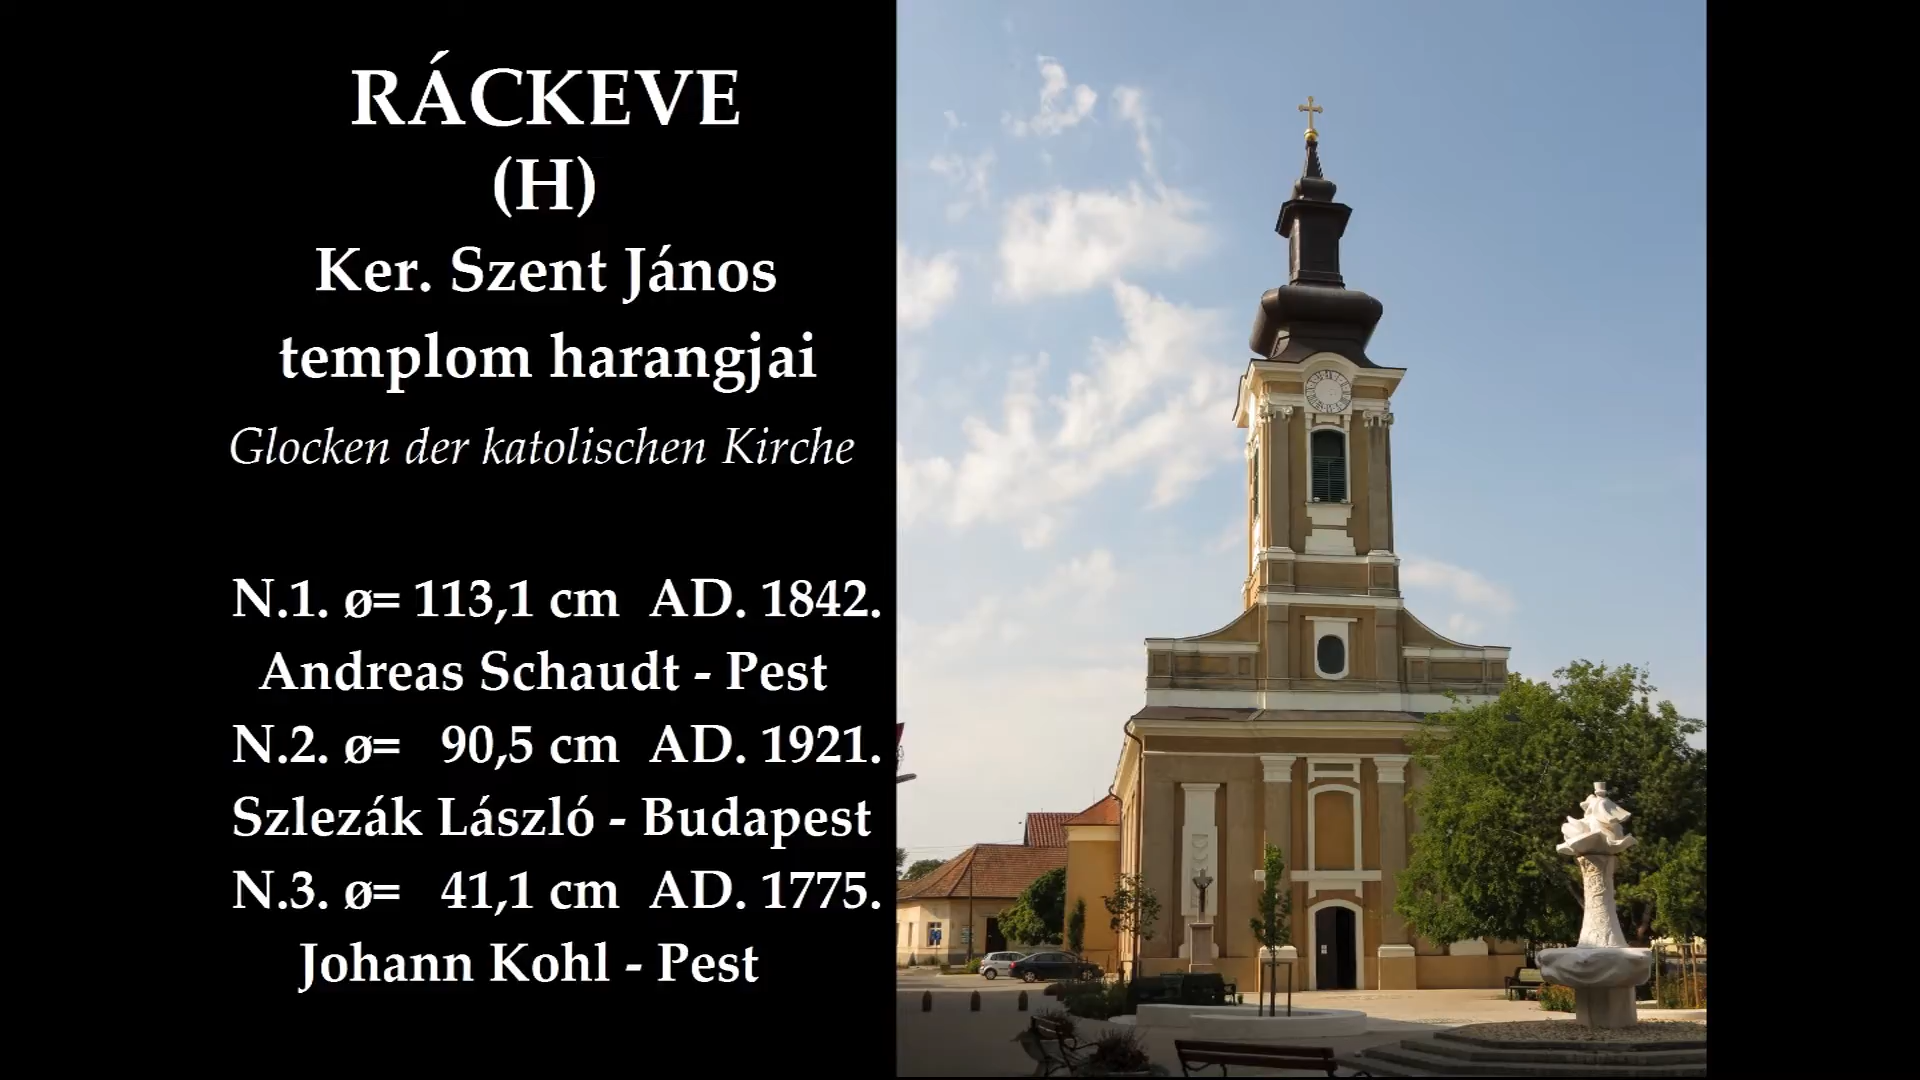 RÁCKEVE
(H)
Ker. Szent János
templom harangjai
Glocken der katolischen Kirche
N.1. ø= 113,1 cm AD. 1842.
Andreas Schaudt - Pest
N.2. ø= 90,5 cm AD. 1921.
Szlezák László - Budapest
N.3. ø= 41,1 cm AD. 1775.
Johann Kohl - Pest